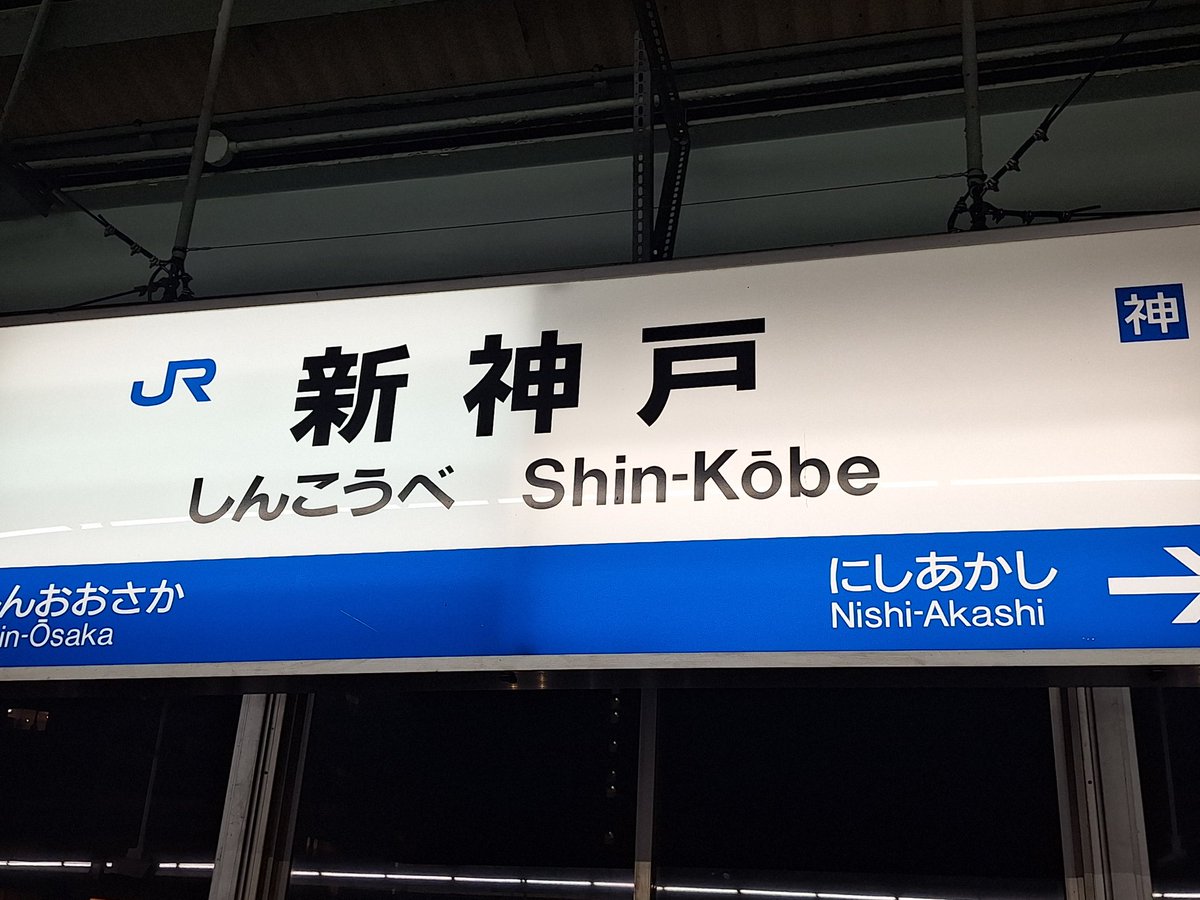 JR 新神戸 神
しんこうべ Shin-Kōbe
んおおさか にしあかし →
in-Ōsaka Nishi-Akashi